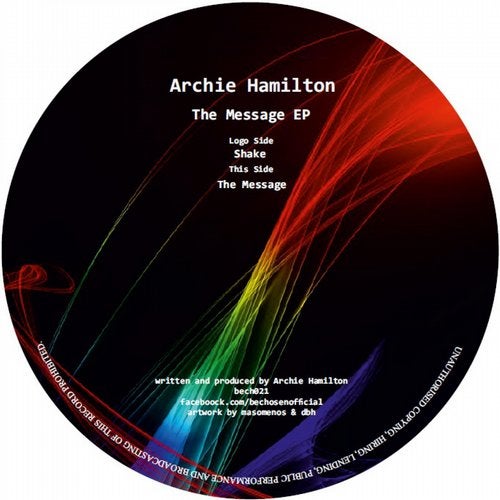 Archie Hamilton
The Message EP
Logo Side
Shake
This Side
The Message
written and produced by Archie Hamilton
bech021
faceboock.com/bechosenofficial
artwork by masomenos & dbh
UNAUTHORISED COPYING, HIRING, LENDING, PUBLIC PERFORMANCE AND BROADCASTING OF THIS RECORD PROHIBITED.